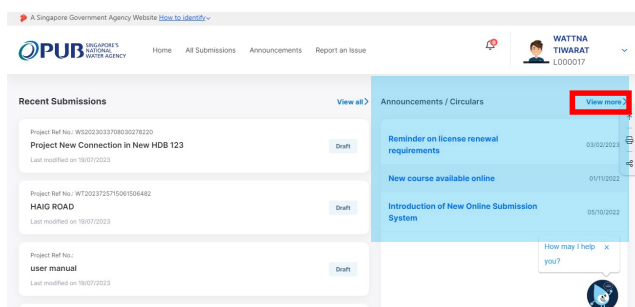 A Singapore Government Agency Website How to identify
PUB SINGAPORE'S
NATIONAL
WATER AGENCY
Home All Submissions Announcements Report an Issue
WATTNA
TIWARAT
L000017
Recent Submissions View all
Project Ref No.: WS2023033708030278220
Project New Connection in New HDB 123
Draft
Last modified on 19/07/2023
Project Ref No.: WT2023725715061506482
HAIG ROAD
Draft
Last modified on 19/07/2023
Project Ref No.:
user manual
Draft
Last modified on 19/07/2023
Announcements / Circulars View more
Reminder on license renewal
requirements
03/02/2023
New course available online 01/11/2022
Introduction of New Online Submission
System
05/10/2022
How may I help x
you?